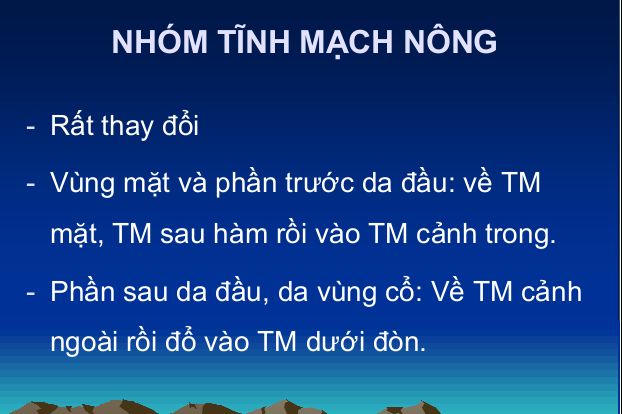 NHÓM TĨNH MẠCH NÔNG
- Rất thay đổi
- Vùng mặt và phần trước da đầu: về TM
mặt, TM sau hàm rồi vào TM cảnh trong.
- Phần sau da đầu, da vùng cổ: Về TM cảnh
ngoài rồi đổ vào TM dưới đòn.